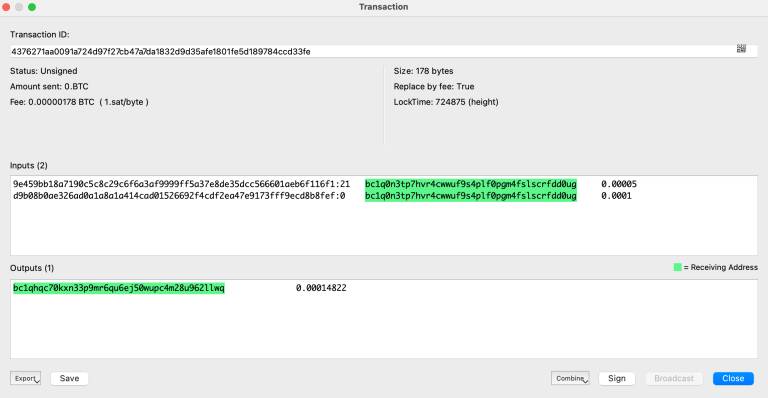 Transaction
Transaction ID:
4376271aa0091a724d97f27cb47a7da1832d9d35afe1801fe5d189784ccd33fe
Status: Unsigned
Amount sent: 0.BTC
Fee: 0.00000178 BTC ( 1.sat/byte )
Size: 178 bytes
Replace by fee: True
LockTime: 724875 (height)
Inputs (2)
9e459bb18a7190c5c8c29c6f6a3af9999ff5a37e8de35dcc566601aeb6f116f1:21 bc1q0n3tp7hvr4cwwuf9s4plf0pgm4fslscrfdd0ug 0.00005
d9b08b0ae326ad0a1a8a1a414cad01526692f4cdf2ea47e9173fff9ecd8b8fef:0 bc1q0n3tp7hvr4cwwuf9s4plf0pgm4fslscrfdd0ug 0.0001
Outputs (1)
= Receiving Address
bc1qhqc70kxn33p9mr6qu6ej50wupc4m28u962llwq 0.00014822
Export
Save
Combine
Sign
Broadcast
Close